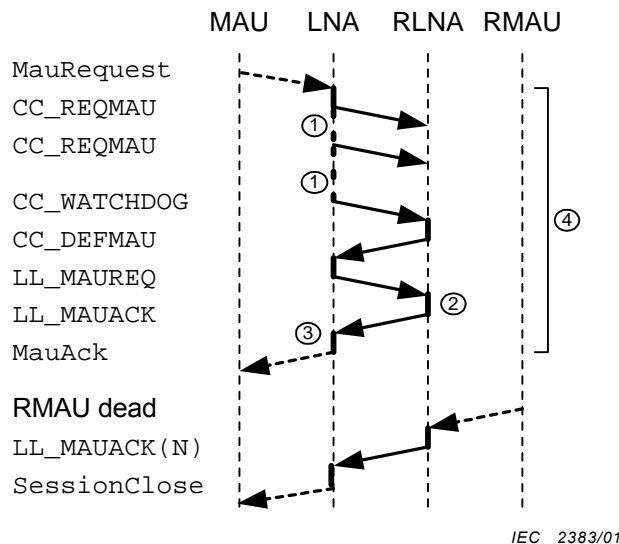 MAU LNA RLNA RMAU
MauRequest
CC_REQMAU
1
CC_REQMAU
1
CC_WATCHDOG
4
CC_DEFMAU
LL_MAUREQ
2
LL_MAUACK
3
MauAck
RMAU dead
LL_MAUACK(N)
SessionClose
IEC 2383/01